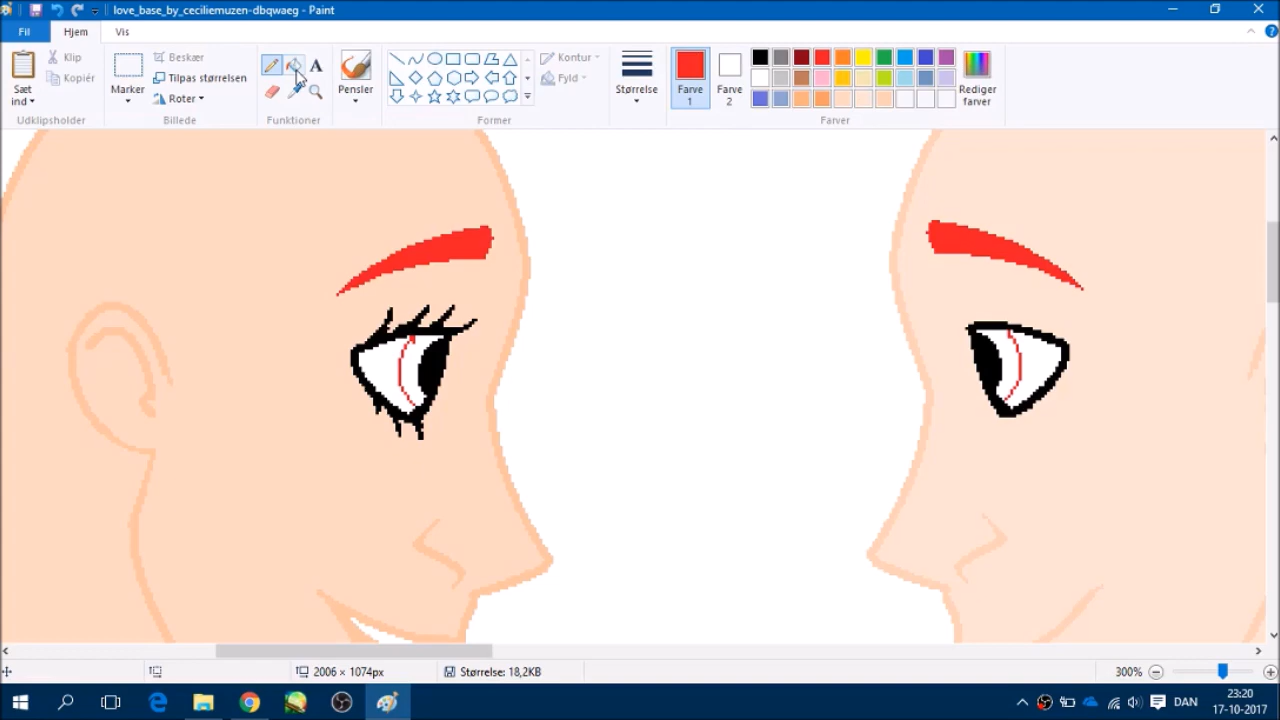 love_base_by_ceciliemuzen-dbqwaeg - Paint
Fil Hjem Vis
Sæt ind
Klip
Kopiér
Udklipsholder
Marker
Beskær
Tilpas størrelsen
Roter
Billede
A
Funktioner
Pensler
Kontur
Fyld
Former
Størrelse
Farve 1
Farve 2
Rediger farver
Farver
2006 × 1074px
Størrelse: 18,2KB
300%
DAN
23:20
17-10-2017